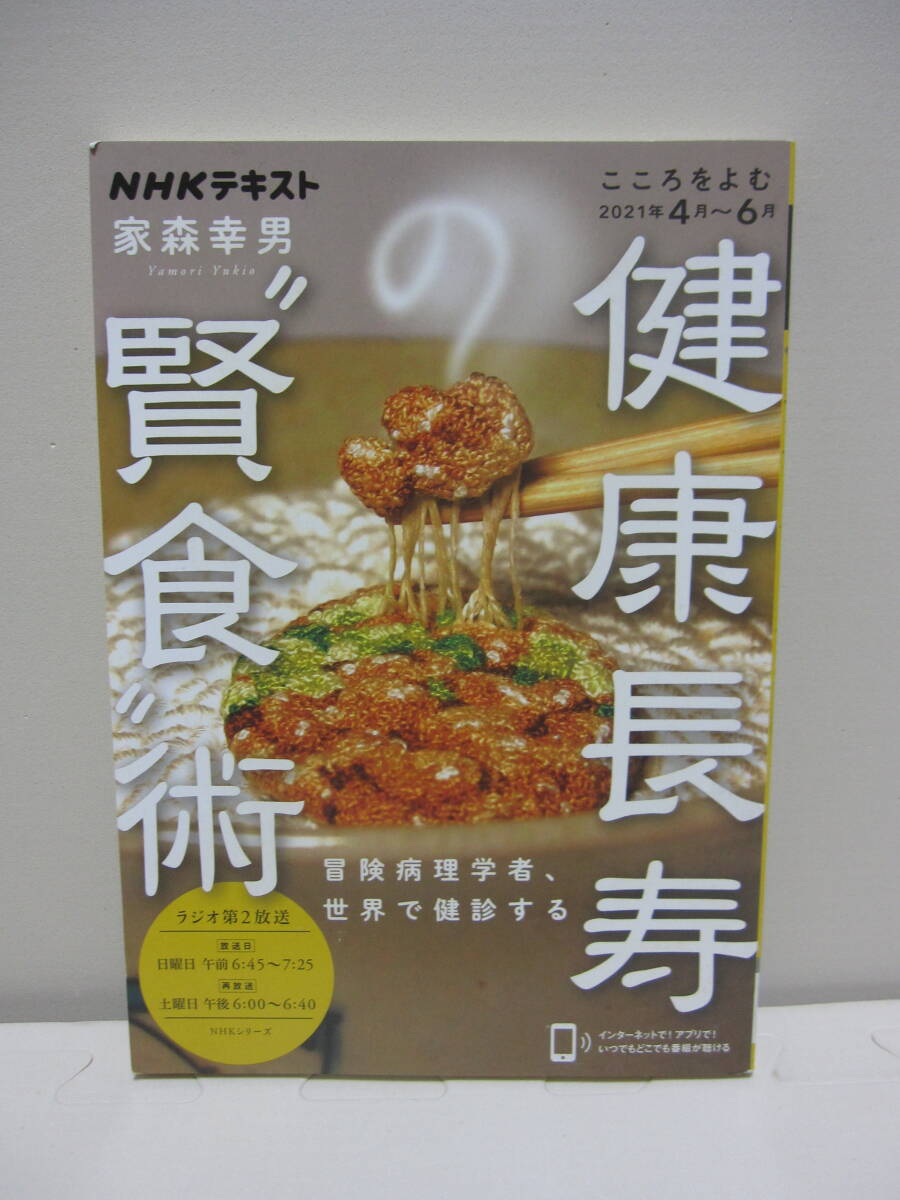 NHKテキスト
こころをよむ
2021年4月～6月
家森幸男
Yamori Yukio
健康長寿
の
“賢食”術
冒険病理学者、
世界で健診する
ラジオ第2放送
放送日
日曜日 午前6:45～7:25
再放送
土曜日 午後6:00～6:40
NHKシリーズ
インターネットで!アプリで!
いつでもどこでも番組が聴ける